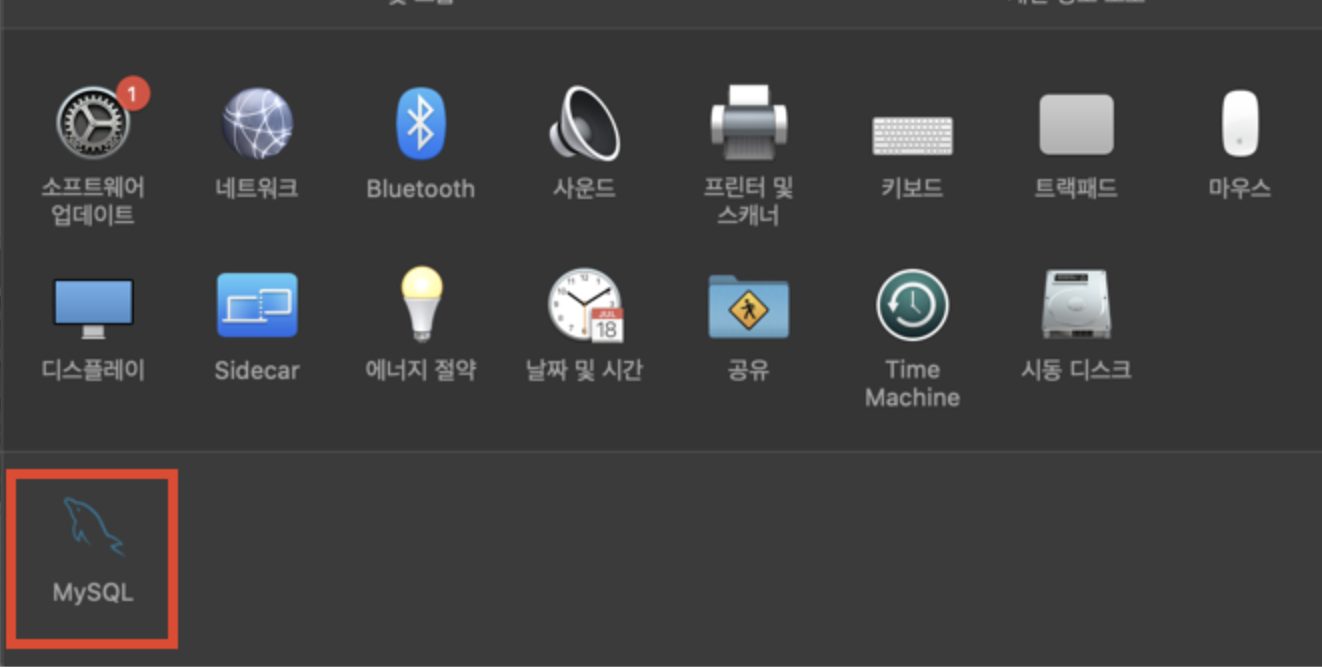 1
소프트웨어
업데이트
네트워크
Bluetooth
사운드
프린터 및
스캐너
키보드
트랙패드
마우스
디스플레이
Sidecar
에너지 절약
JUL
18
날짜 및 시간
공유
Time
Machine
시동 디스크
MySQL